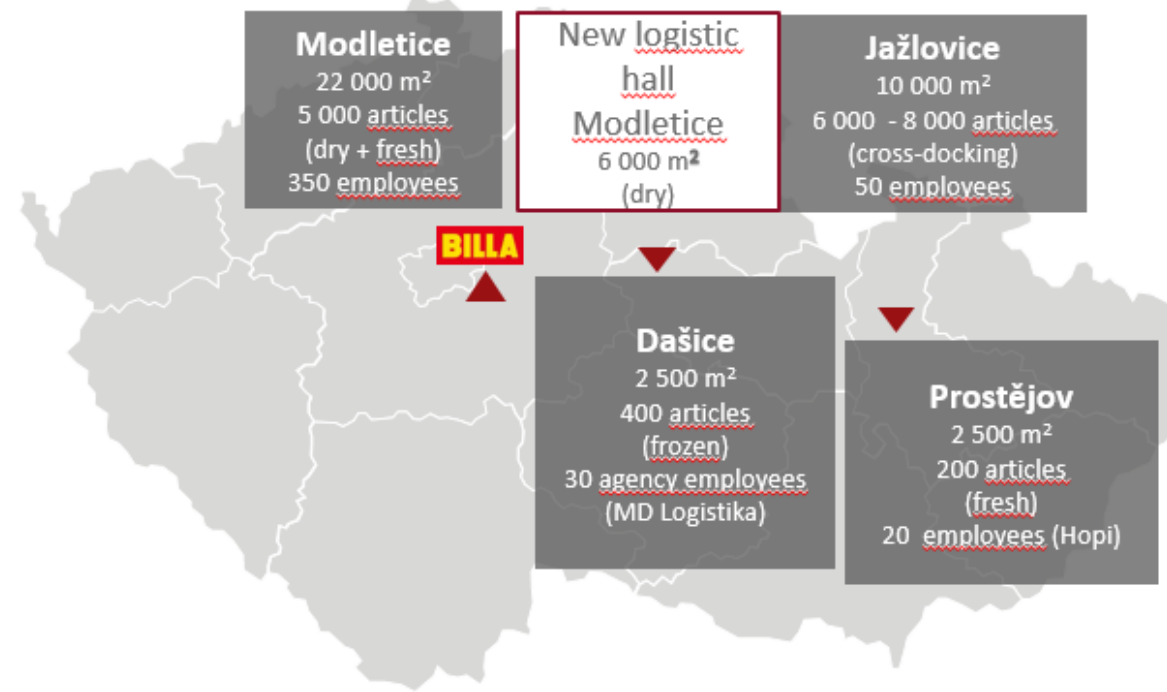 Modletice
22 000 m²
5 000 articles
(dry + fresh)
350 employees
New logistic
hall
Modletice
6 000 m²
(dry)
Jažlovice
10 000 m²
6 000  - 8 000 articles
(cross-docking)
50 employees
BILLA
Dašice
2 500 m²
400 articles
(frozen)
30 agency employees
(MD Logistika)
Prostějov
2 500 m²
200 articles
(fresh)
20  employees (Hopi)